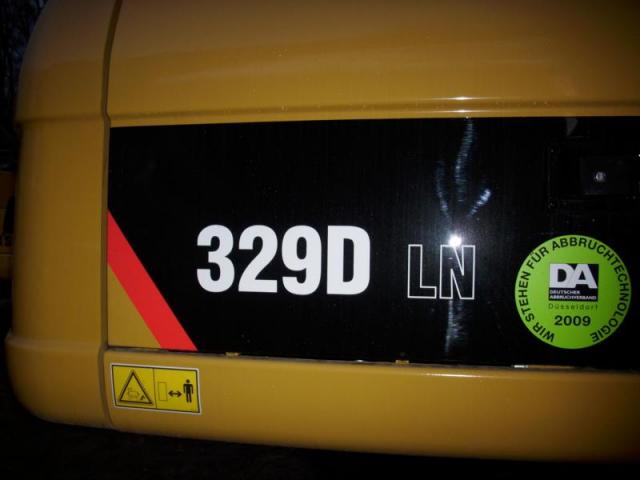 329D LN
WIR STEHEN FÜR ABBRUCHTECHNOLOGIE
DA
DEUTSCHER
ABBRUCHVERBAND
Düsseldorf
2009